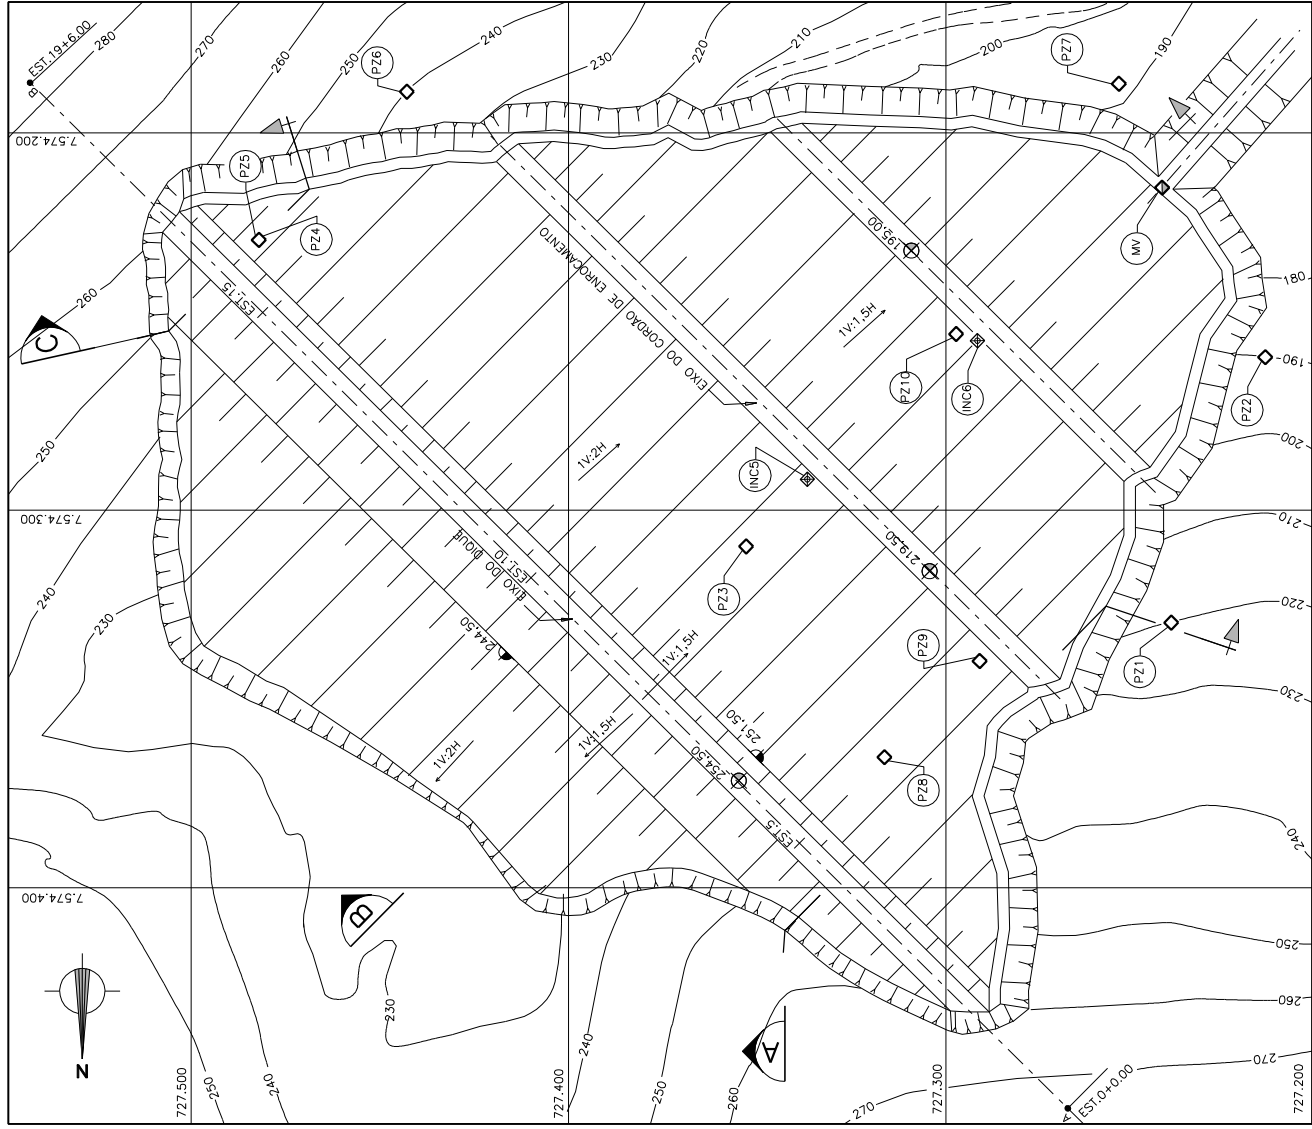 EST.19+6.00
B
280
270
260
250
240
230
220
210
200
190
PZ6
PZ7
7.574.200
PZ5
PZ4
MV
180
260
C
EST.15
EIXO DO CORDÃO DE ENROCAMENTO
195,00
1V:1,5H
PZ10
INC6
PZ2
190
250
1V:2H
INC5
200
7.574.300
240
230
EIXO DO DIQUE
EST.10
219,50
210
PZ3
244,50
220
1V:1,5H
PZ9
PZ1
230
1V:2H
1V:1,5H
251,50
254,50
PZ8
EST.5
240
7.574.400
B
250
N
230
260
240
A
270
250
240
250
260
270
727.500
727.400
727.300
727.200
A
EST.0+0.00